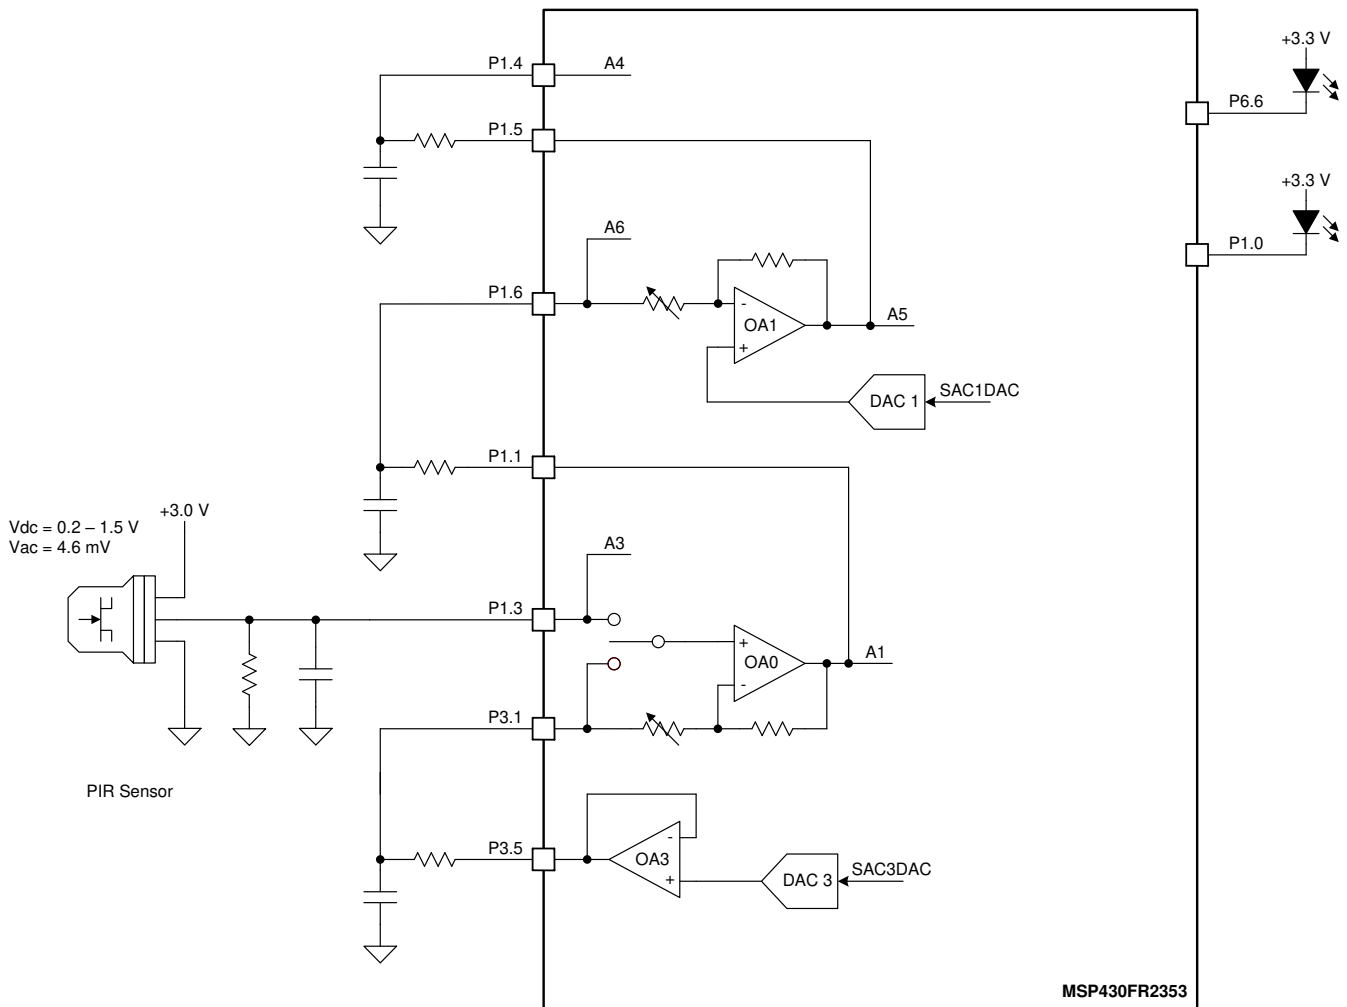 +3.3 V
P1.4
A4
P6.6
P1.5
+3.3 V
A6
P1.0
P1.6
-
OA1
+
A5
DAC 1
SAC1DAC
P1.1
Vdc = 0.2 – 1.5 V
Vac = 4.6 mV
+3.0 V
A3
P1.3
+
OA0
-
A1
P3.1
PIR Sensor
-
P3.5
OA3
+
DAC 3
SAC3DAC
MSP430FR2353